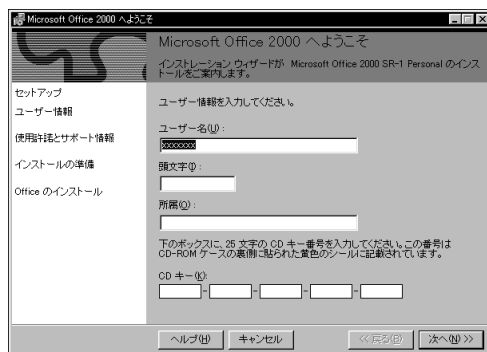 Microsoft Office 2000 へようこそ
Microsoft Office 2000 へようこそ
インストレーション ウィザードが Microsoft Office 2000 SR-1 Personal のインス
トールをご案内します。
セットアップ
ユーザー情報
使用許諾とサポート情報
インストールの準備
Office のインストール
ユーザー情報を入力してください。
ユーザー名(U):
xxxxxxx
頭文字(I):
所属(O):
下のボックスに、25 文字の CD キー番号を入力してください。この番号は
CD-ROM ケースの裏側に貼られた黄色のシールに記載されています。
CD キー(K):
- - - -
ヘルプ(H) キャンセル << 戻る(B) 次へ(N) >>